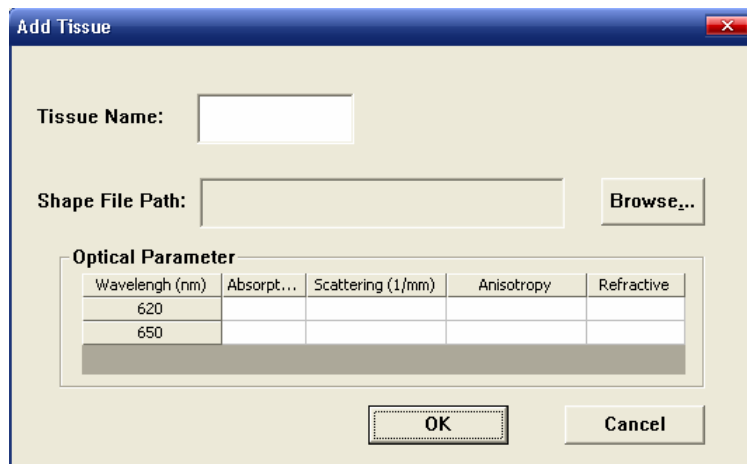 Add Tissue
Tissue Name:
Shape File Path:
Browse...
Optical Parameter
Wavelengh (nm) Absorpt... Scattering (1/mm) Anisotropy Refractive
620
650
OK Cancel